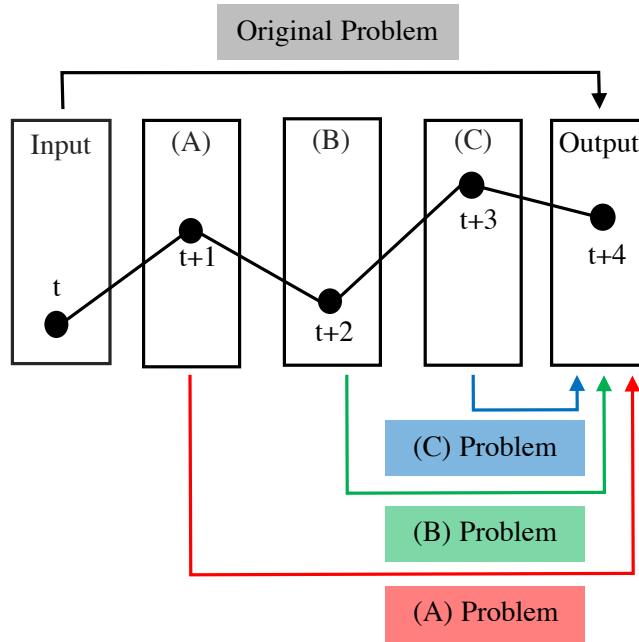 Original Problem
Input
(A)
(B)
(C)
Output
t
t+1
t+2
t+3
t+4
(C) Problem
(B) Problem
(A) Problem